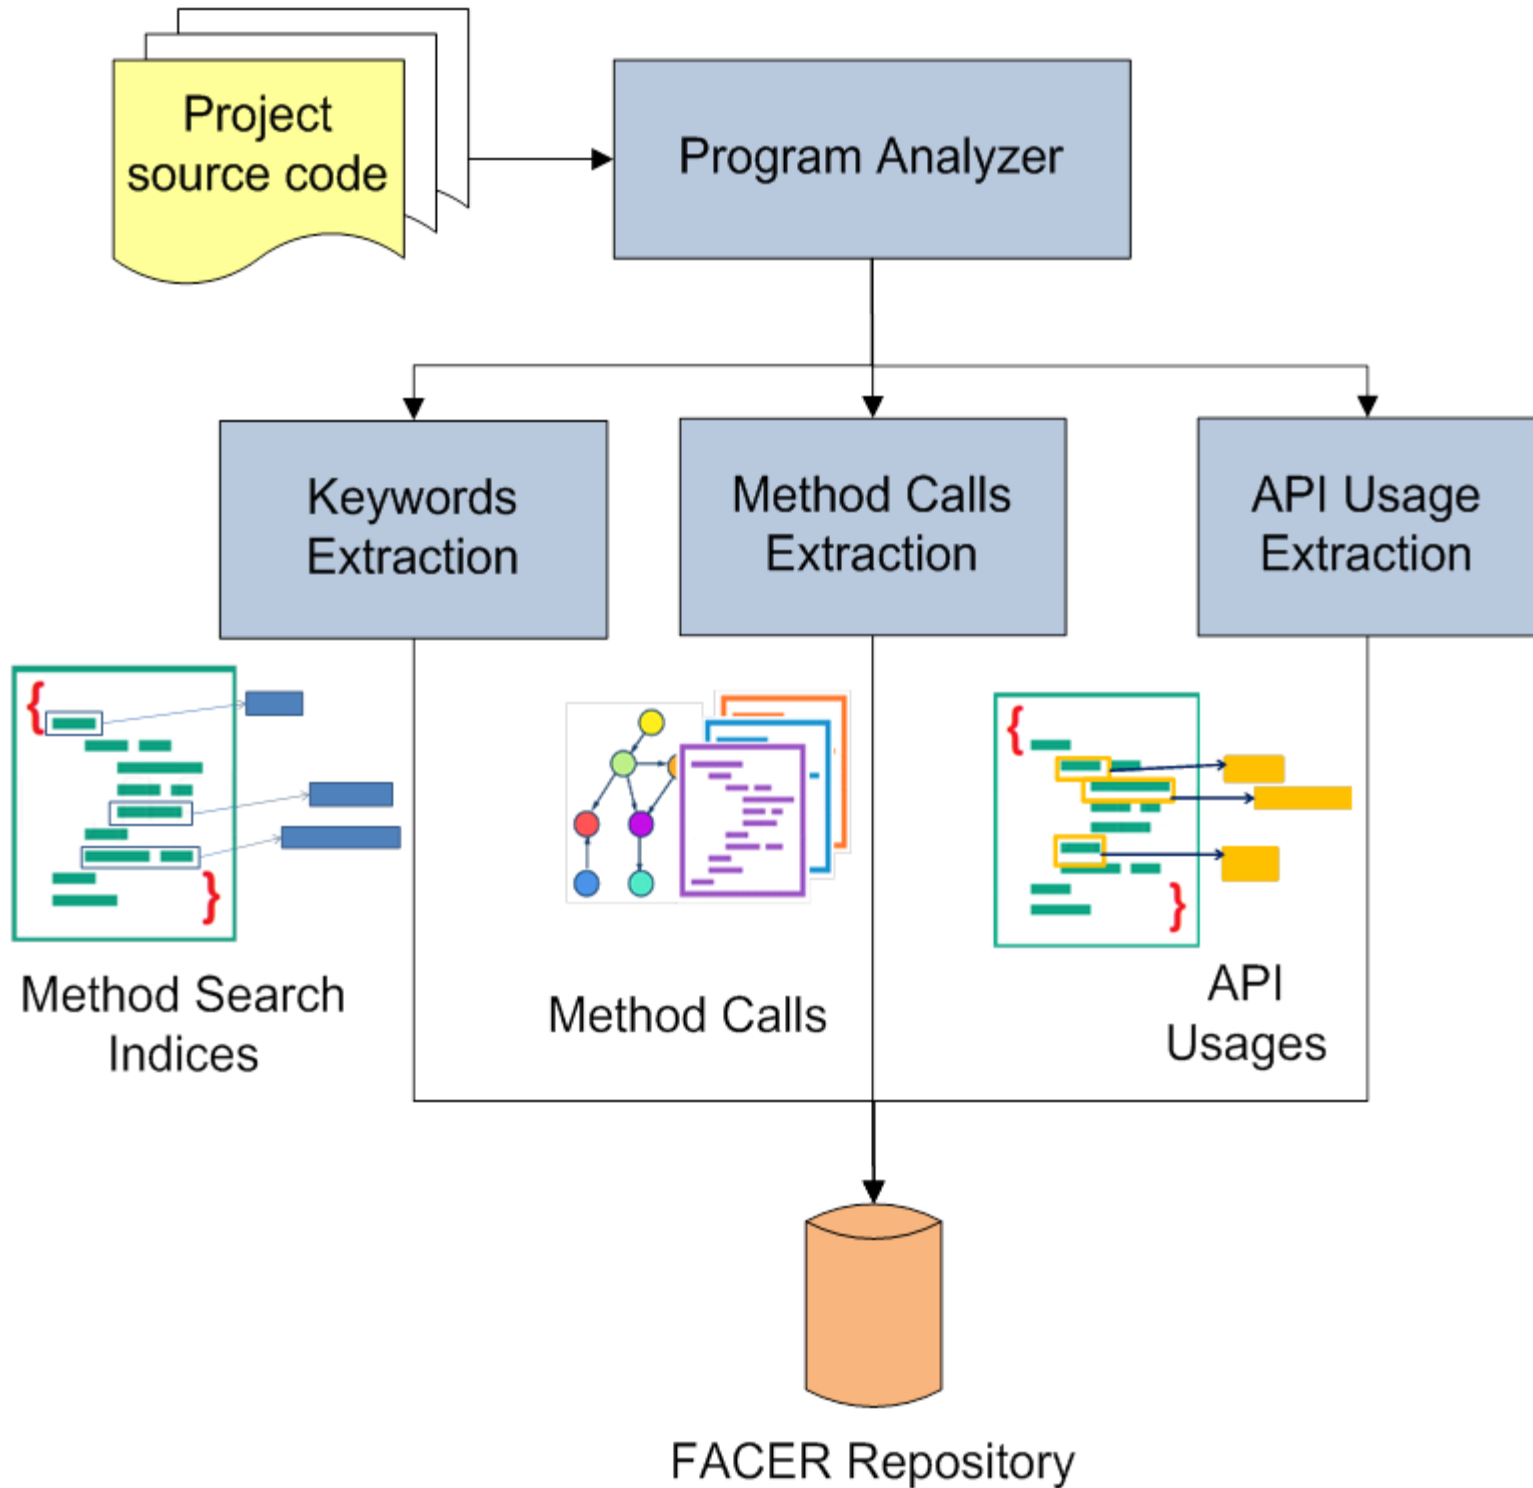 Project
source code
Program Analyzer
Keywords
Extraction
Method Calls
Extraction
API Usage
Extraction
{
}
{
}
Method Search
Indices
Method Calls
API
Usages
FACER Repository